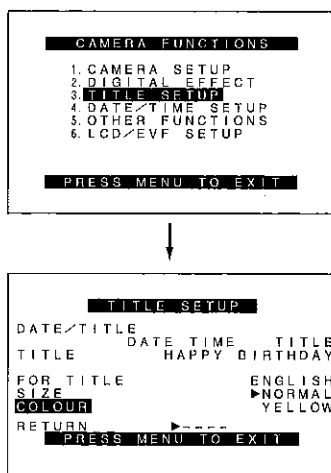 CAMERA FUNCTIONS
1. CAMERA SETUP
2. DIGITAL EFFECT
3. TITLE SETUP
4. DATE/TIME SETUP
5. OTHER FUNCTIONS
6. LCD/EVF SETUP
PRESS MENU TO EXIT
TITLE SETUP
DATE/TITLE
DATE TIME TITLE
TITLE HAPPY BIRTHDAY
FOR TITLE ENGLISH
SIZE ►NORMAL
COLOUR YELLOW
RETURN ►----
PRESS MENU TO EXIT